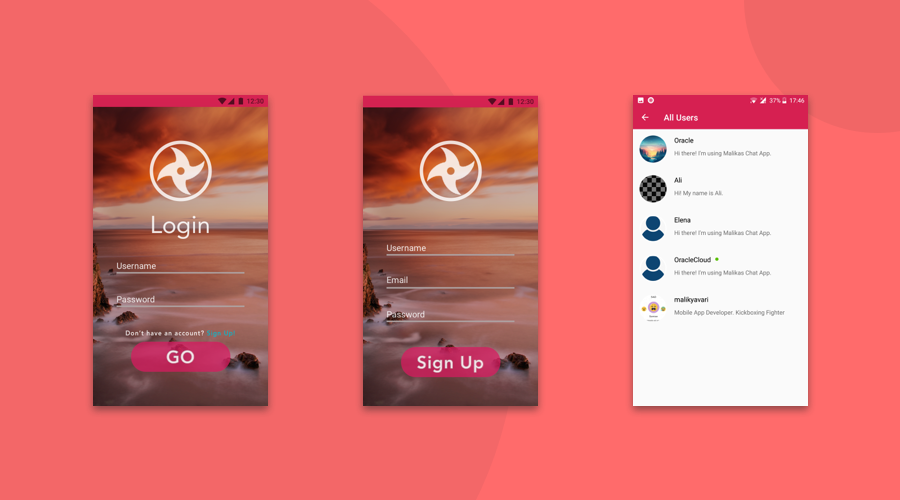 12:30
Login
Username
Password
Don't have an account? Sign Up!
GO
12:30
Username
Email
Password
Sign Up
37% 17:46
All Users
Oracle
Hi there! I'm using Malikas Chat App.
Ali
Hi! My name is Ali.
Elena
Hi there! I'm using Malikas Chat App.
OracleCloud
Hi there! I'm using Malikas Chat App.
malikyavari
Mobile App Developer. Kickboxing Fighter